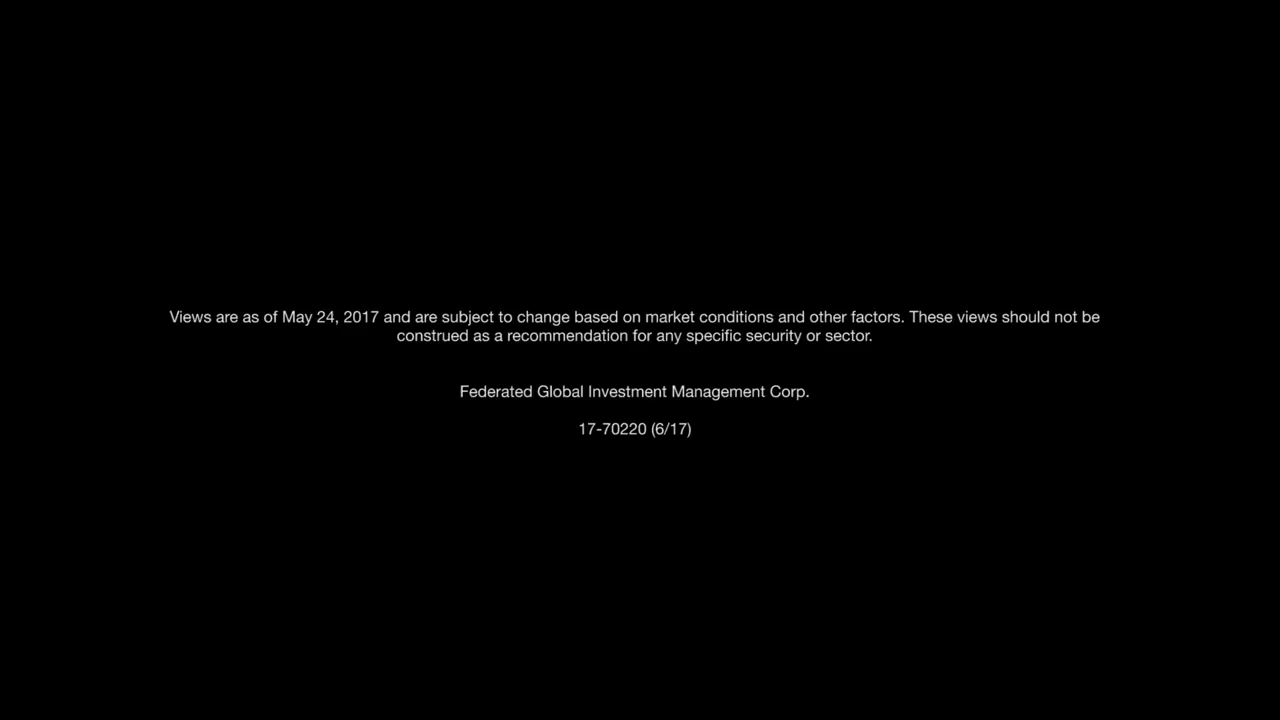 Views are as of May 24, 2017 and are subject to change based on market conditions and other factors. These views should not be
construed as a recommendation for any specific security or sector.
Federated Global Investment Management Corp.
17-70220 (6/17)